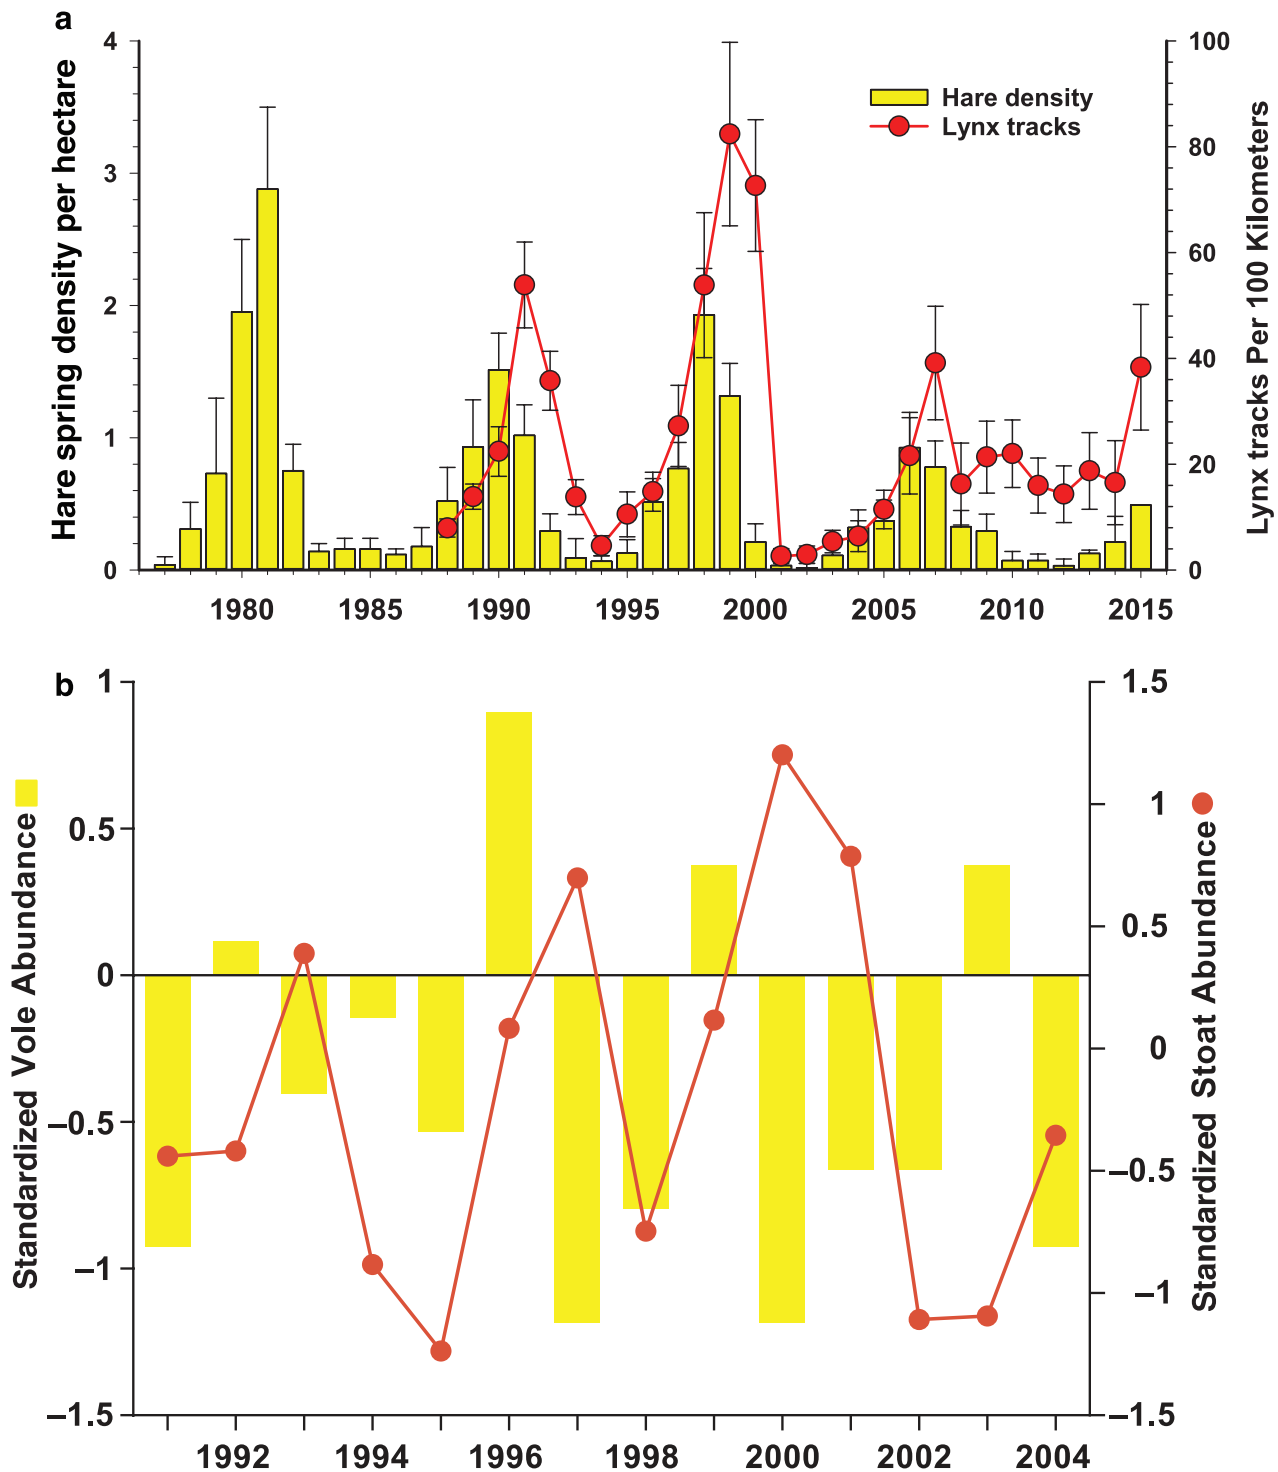 a
Hare spring density per hectare
4
3
2
1
0
Hare density
Lynx tracks
100
80
60
40
20
0
Lynx tracks Per 100 Kilometers
1980 1985 1990 1995 2000 2005 2010 2015
b
Standardized Vole Abundance
1
0.5
0
–0.5
–1
–1.5
1.5
1
0.5
0
–0.5
–1
–1.5
Standardized Stoat Abundance
1992 1994 1996 1998 2000 2002 2004